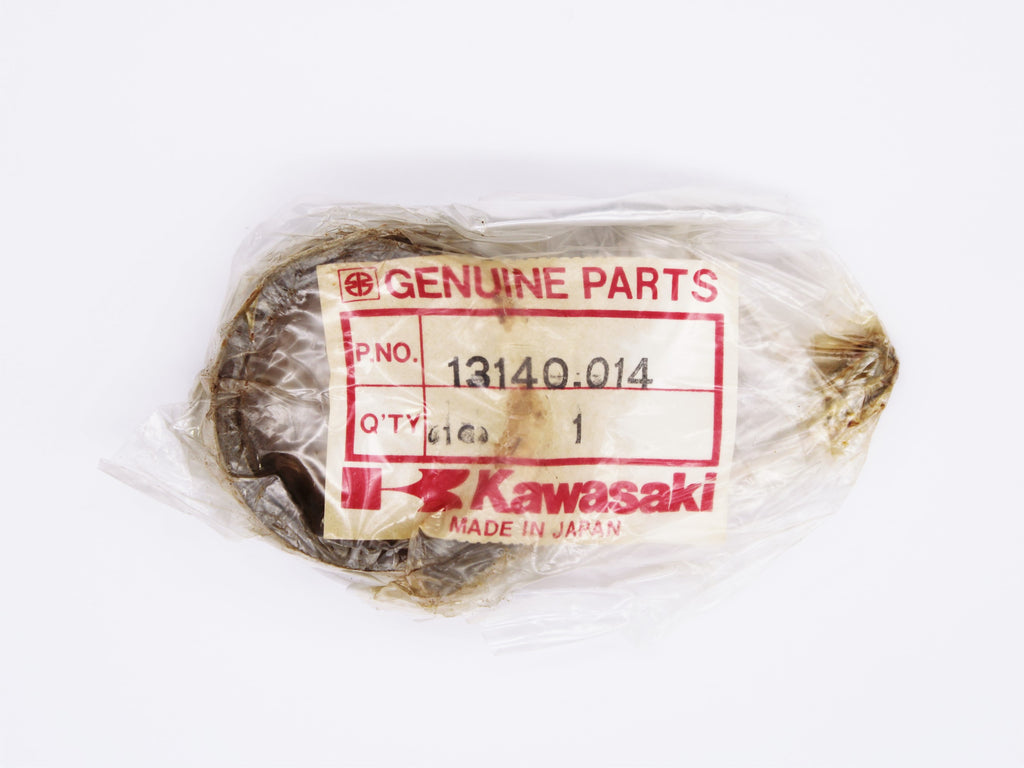 GENUINE PARTS
P.NO. 13140.014
Q'TY 1
Kawasaki
MADE IN JAPAN